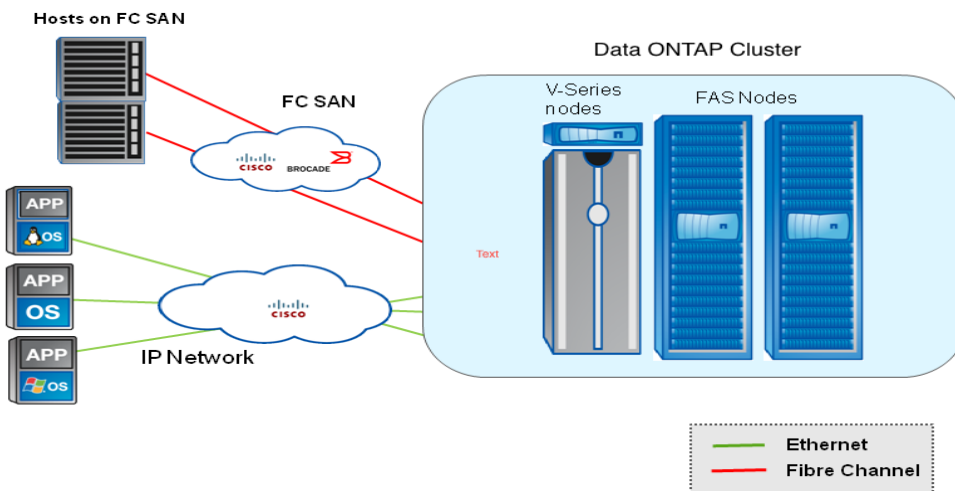 Hosts on FC SAN
Data ONTAP Cluster
V-Series
nodes
FAS Nodes
FC SAN
CISCO
BROCADE
APP
OS
Text
APP
OS
CISCO
IP Network
APP
OS
Ethernet
Fibre Channel